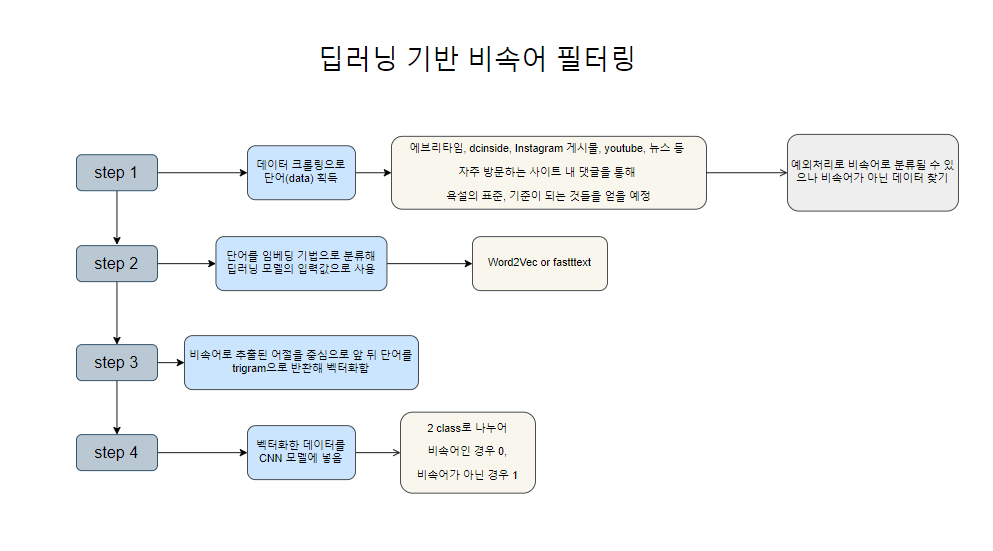 딥러닝 기반 비속어 필터링
step 1
데이터 크롤링으로
단어(data) 획득
에브리타임, dcinside, Instagram 게시물, youtube, 뉴스 등
자주 방문하는 사이트 내 댓글을 통해
욕설의 표준, 기준이 되는 것들을 얻을 예정
예외처리로 비속어로 분류될 수 있
으나 비속어가 아닌 데이터 찾기
step 2
단어를 임베딩 기법으로 분류해
딥러닝 모델의 입력값으로 사용
Word2Vec or fastttext
step 3
비속어로 추출된 어절을 중심으로 앞 뒤 단어를
trigram으로 반환해 벡터화함
step 4
벡터화한 데이터를
CNN 모델에 넣음
2 class로 나누어
비속어인 경우 0,
비속어가 아닌 경우 1